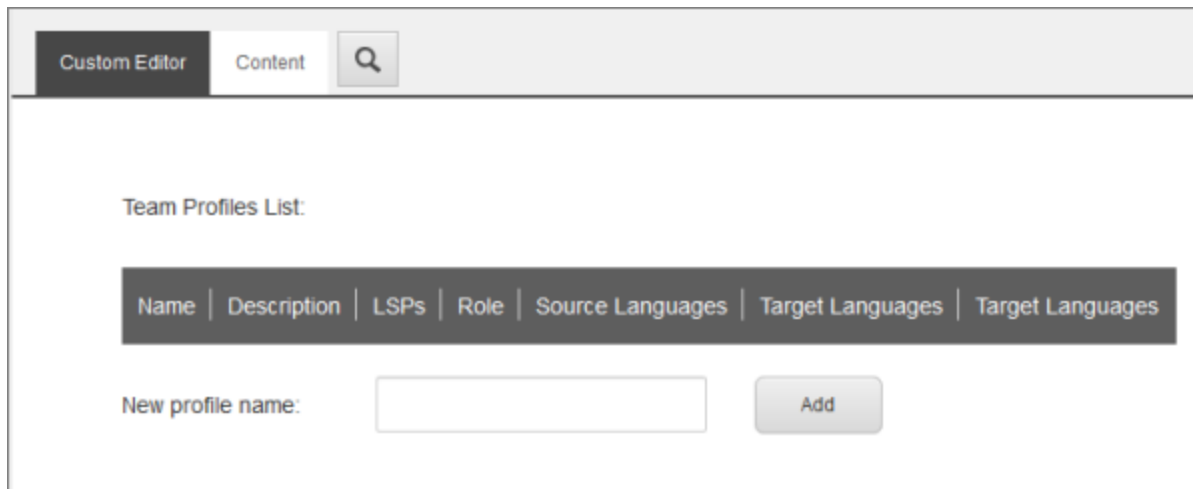 Custom Editor Content
Team Profiles List:
Name Description LSPs Role Source Languages Target Languages Target Languages
New profile name: Add